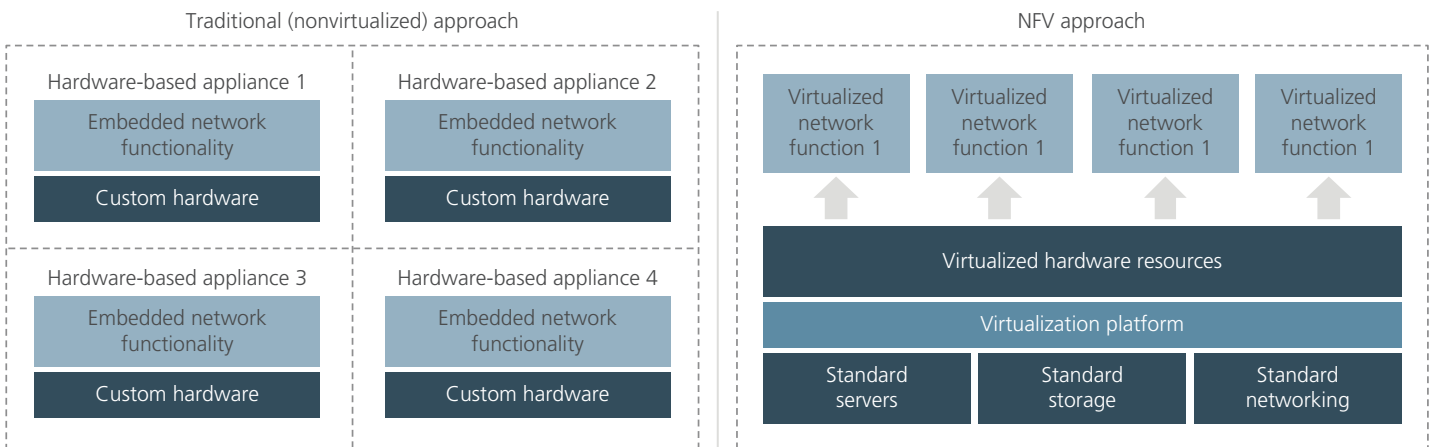 Traditional (nonvirtualized) approach
Hardware-based appliance 1
Embedded network
functionality
Custom hardware
Hardware-based appliance 2
Embedded network
functionality
Custom hardware
Hardware-based appliance 3
Embedded network
functionality
Custom hardware
Hardware-based appliance 4
Embedded network
functionality
Custom hardware
NFV approach
Virtualized
network
function 1
Virtualized
network
function 1
Virtualized
network
function 1
Virtualized
network
function 1
Virtualized hardware resources
Virtualization platform
Standard
servers
Standard
storage
Standard
networking